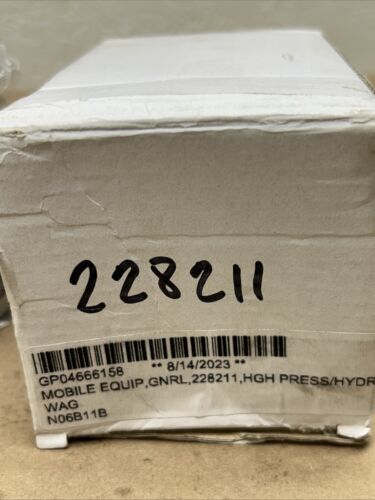 228211
GP04666158 ** 8/14/2023 **
MOBILE EQUIP,GNRL,228211,HGH PRESS/HYDR
WAG
N06B11B